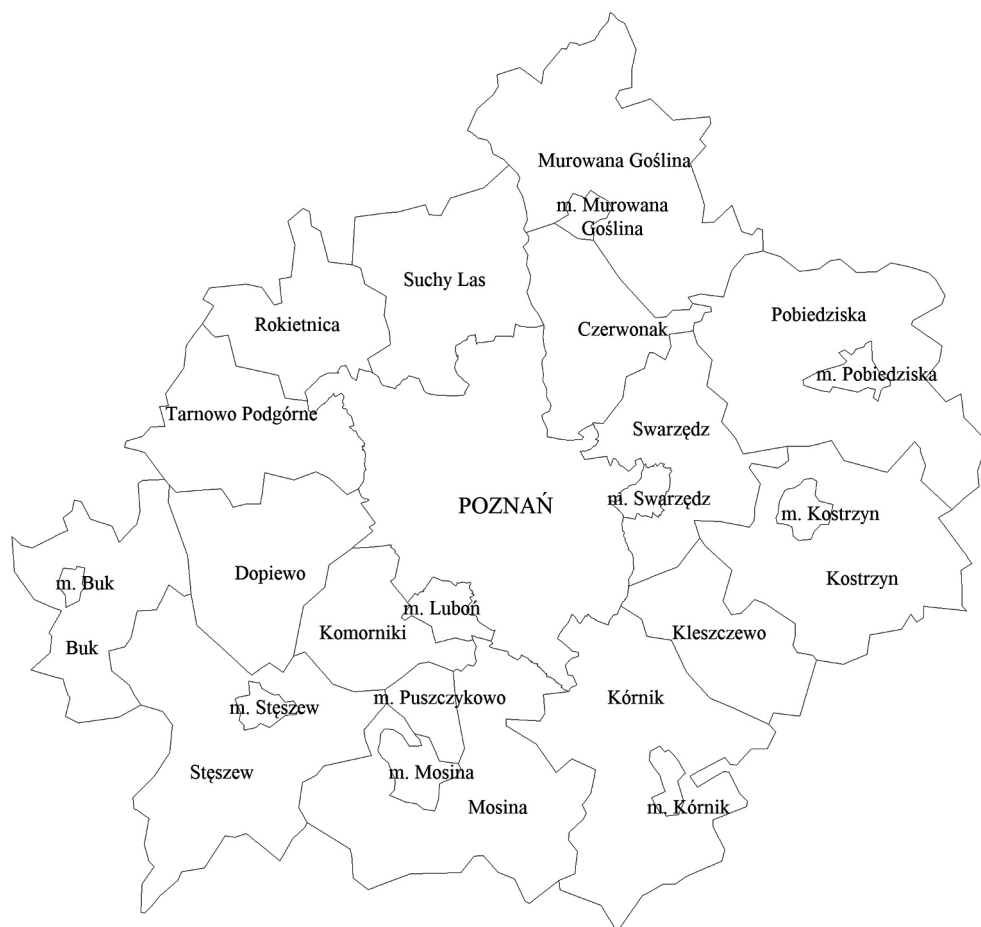 Murowana Goślina
m. Murowana
Goślina
Suchy Las
Rokietnica
Czerwonak
Pobiedziska
m. Pobiedziska
Tarnowo Podgórne
Swarzędz
m. Swarzędz
POZNAŃ
m. Kostrzyn
Kostrzyn
Dopiewo
m. Buk
Buk
m. Luboń
Komorniki
Kleszczewo
m. Puszczykowo
Kórnik
m. Stęszew
Stęszew
m. Mosina
Mosina
m. Kórnik